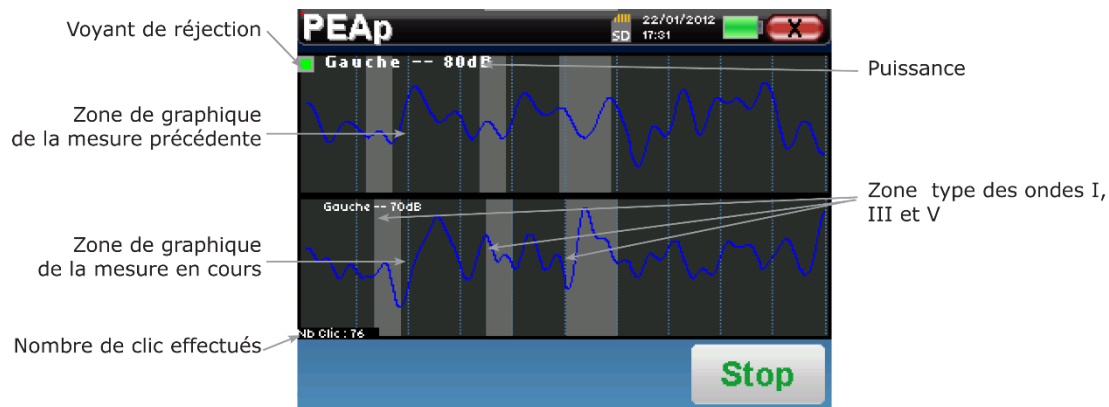 Voyant de réjection
PEAp
SD
22/01/2012
17:31
X
Gauche -- 80dB
Puissance
Zone de graphique
de la mesure précédente
Gauche -- 70dB
Zone type des ondes I,
III et V
Zone de graphique
de la mesure en cours
Nb Clic : 76
Nombre de clic effectués
Stop